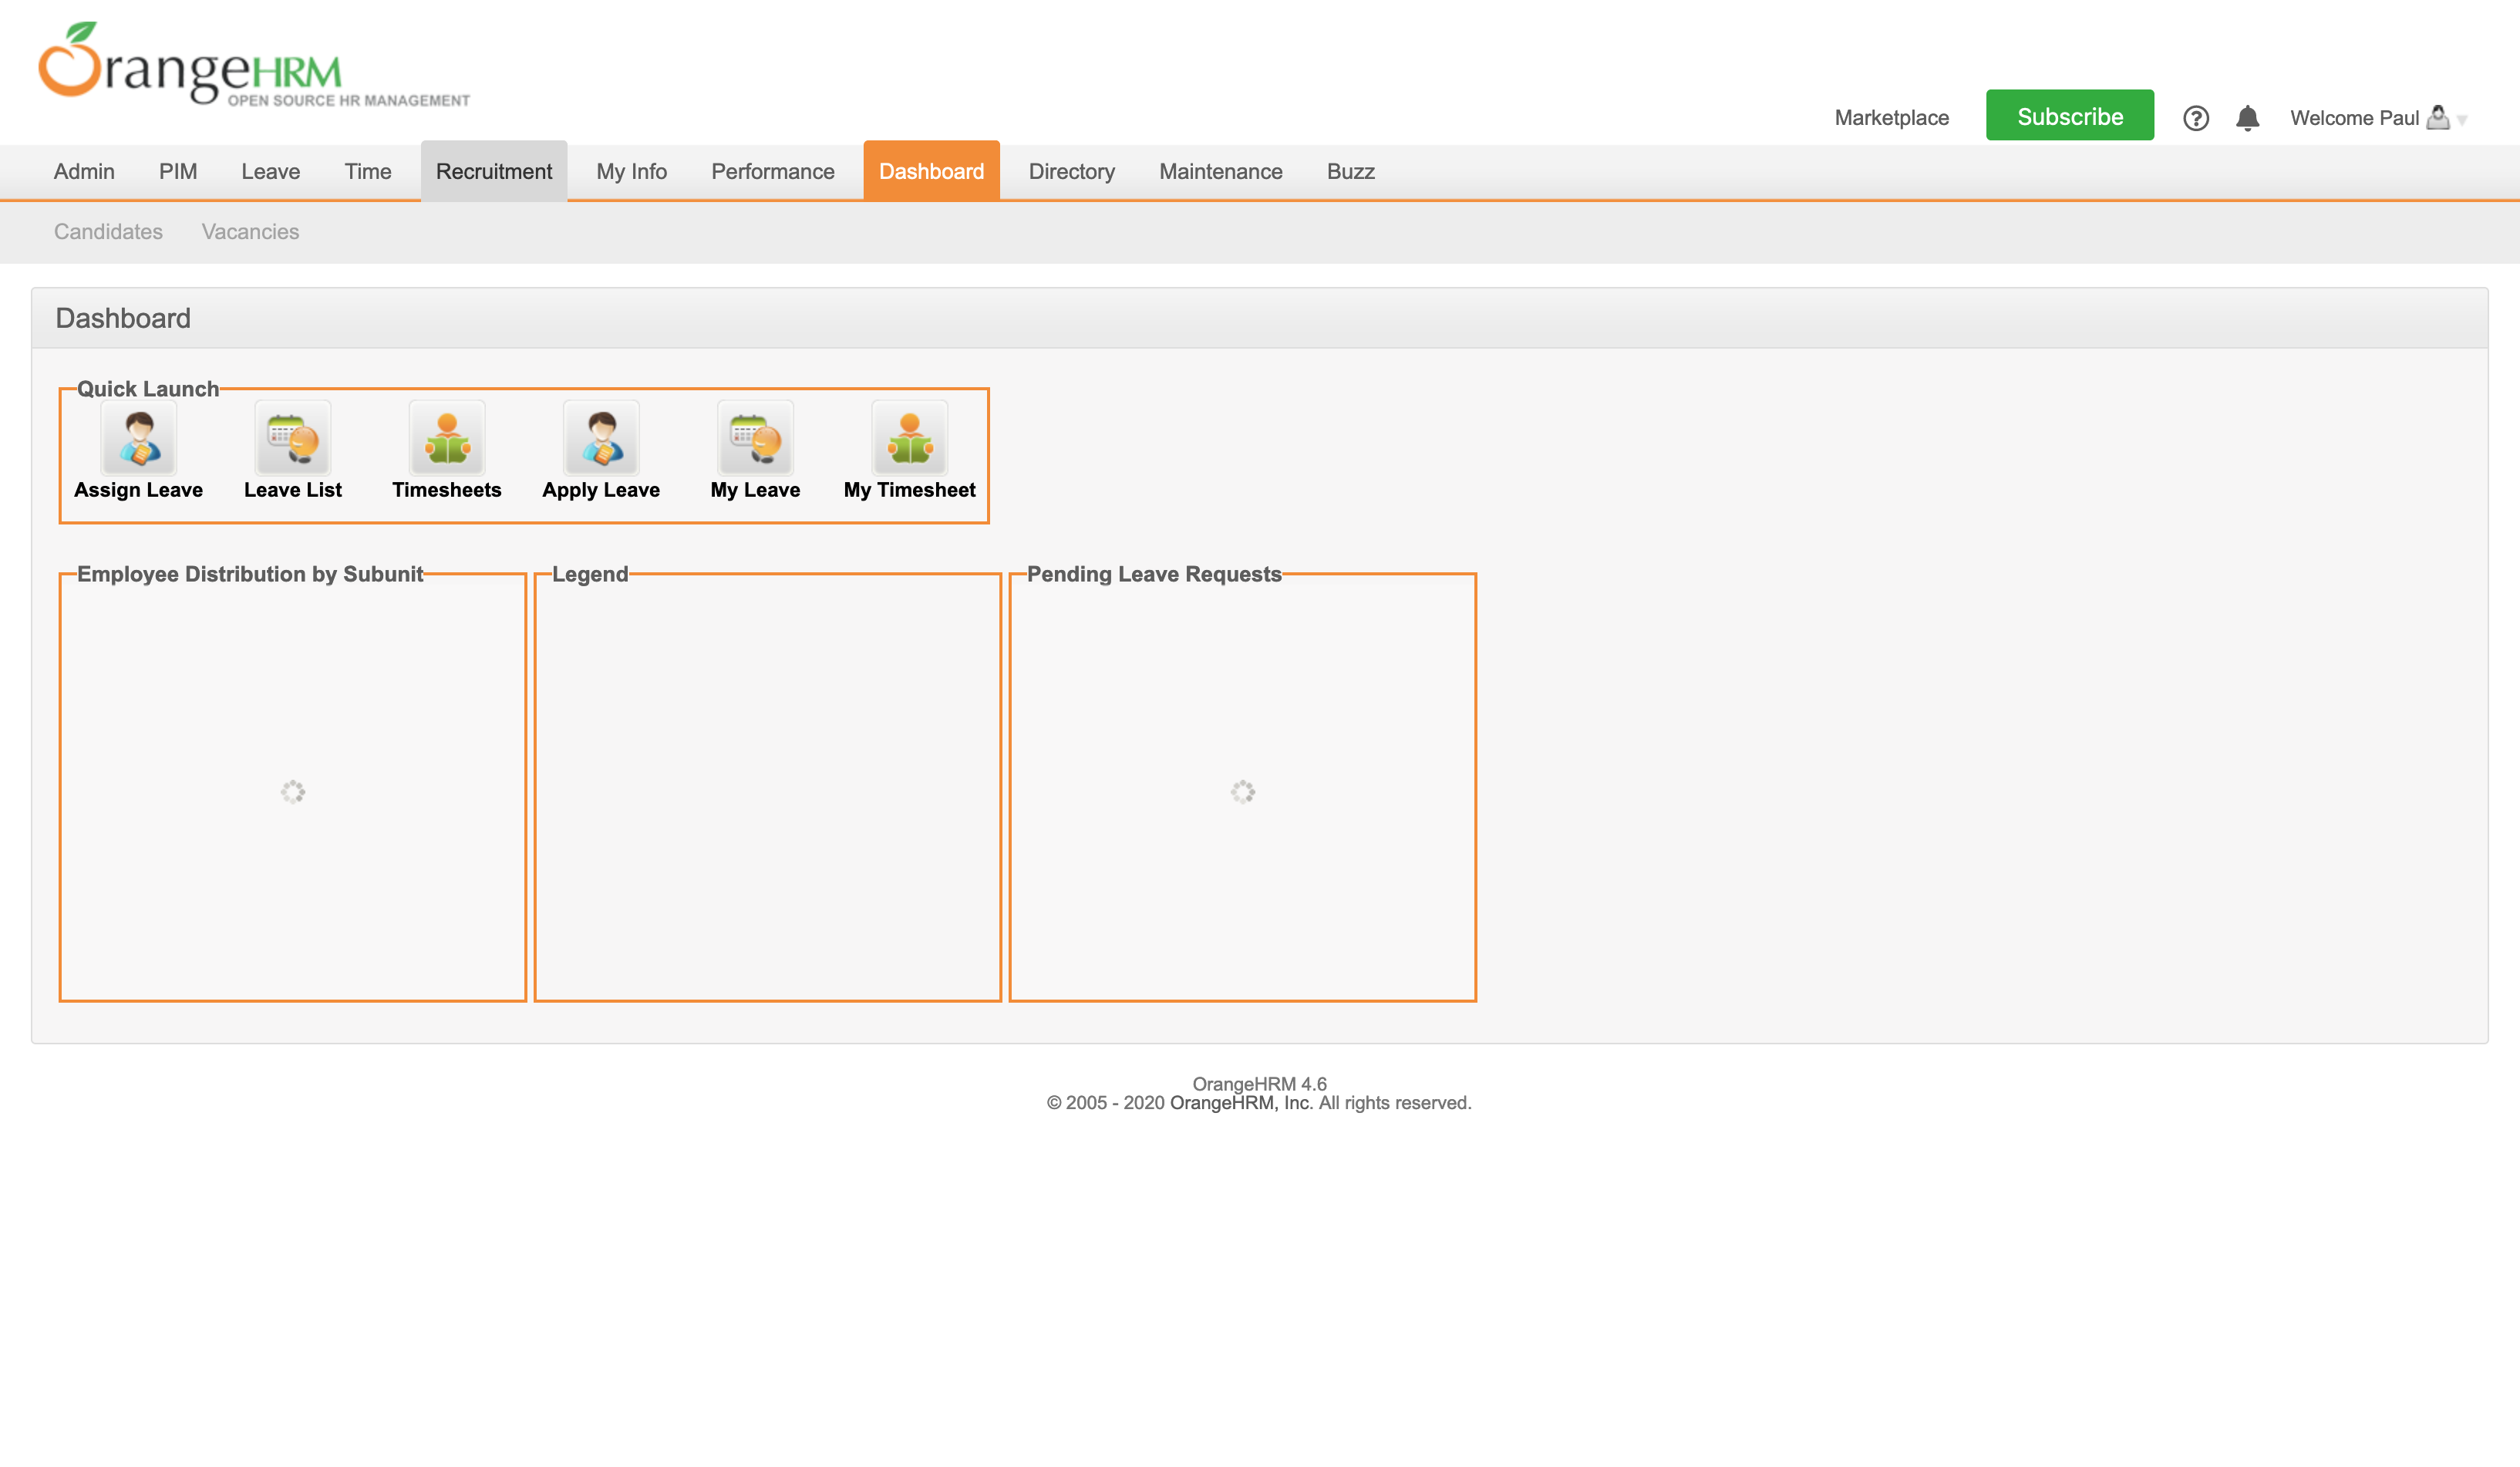 OrangeHRM
OPEN SOURCE HR MANAGEMENT
Marketplace Subscribe ? Welcome Paul
Admin PIM Leave Time Recruitment My Info Performance Dashboard Directory Maintenance Buzz
Candidates Vacancies
Dashboard
Quick Launch
Assign Leave Leave List Timesheets Apply Leave My Leave My Timesheet
Employee Distribution by Subunit Legend Pending Leave Requests
OrangeHRM 4.6
© 2005 - 2020 OrangeHRM, Inc. All rights reserved.